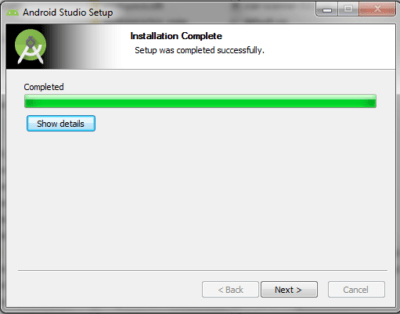 Android Studio Setup
Installation Complete
Setup was completed successfully.
Completed
Show details
< Back
Next >
Cancel